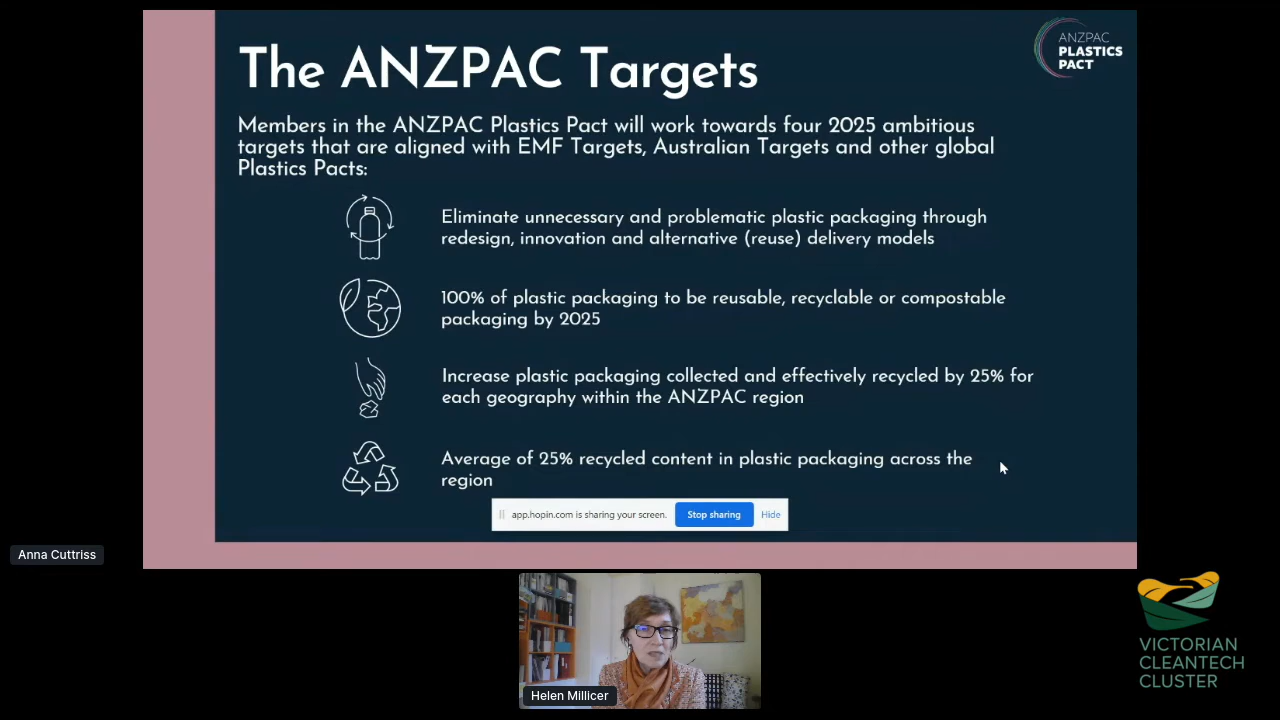 The ANZPAC Targets
ANZPAC
PLASTICS
PACT
Members in the ANZPAC Plastics Pact will work towards four 2025 ambitious
targets that are aligned with EMF Targets, Australian Targets and other global
Plastics Pacts:
Eliminate unnecessary and problematic plastic packaging through
redesign, innovation and alternative (reuse) delivery models
100% of plastic packaging to be reusable, recyclable or compostable
packaging by 2025
Increase plastic packaging collected and effectively recycled by 25% for
each geography within the ANZPAC region
Average of 25% recycled content in plastic packaging across the
region
app.hopin.com is sharing your screen. Stop sharing Hide
Anna Cuttriss
Helen Millicer
VICTORIAN
CLEANTECH
CLUSTER